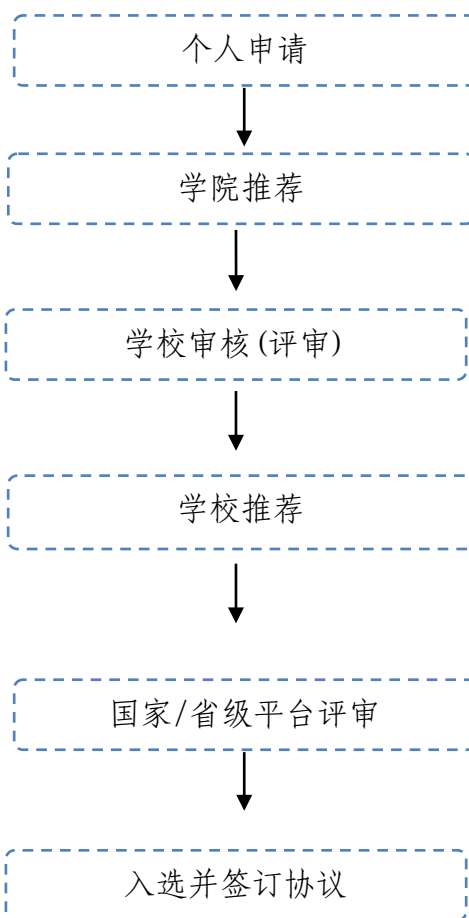 个人申请
学院推荐
学校审核(评审)
学校推荐
国家/省级平台评审
入选并签订协议